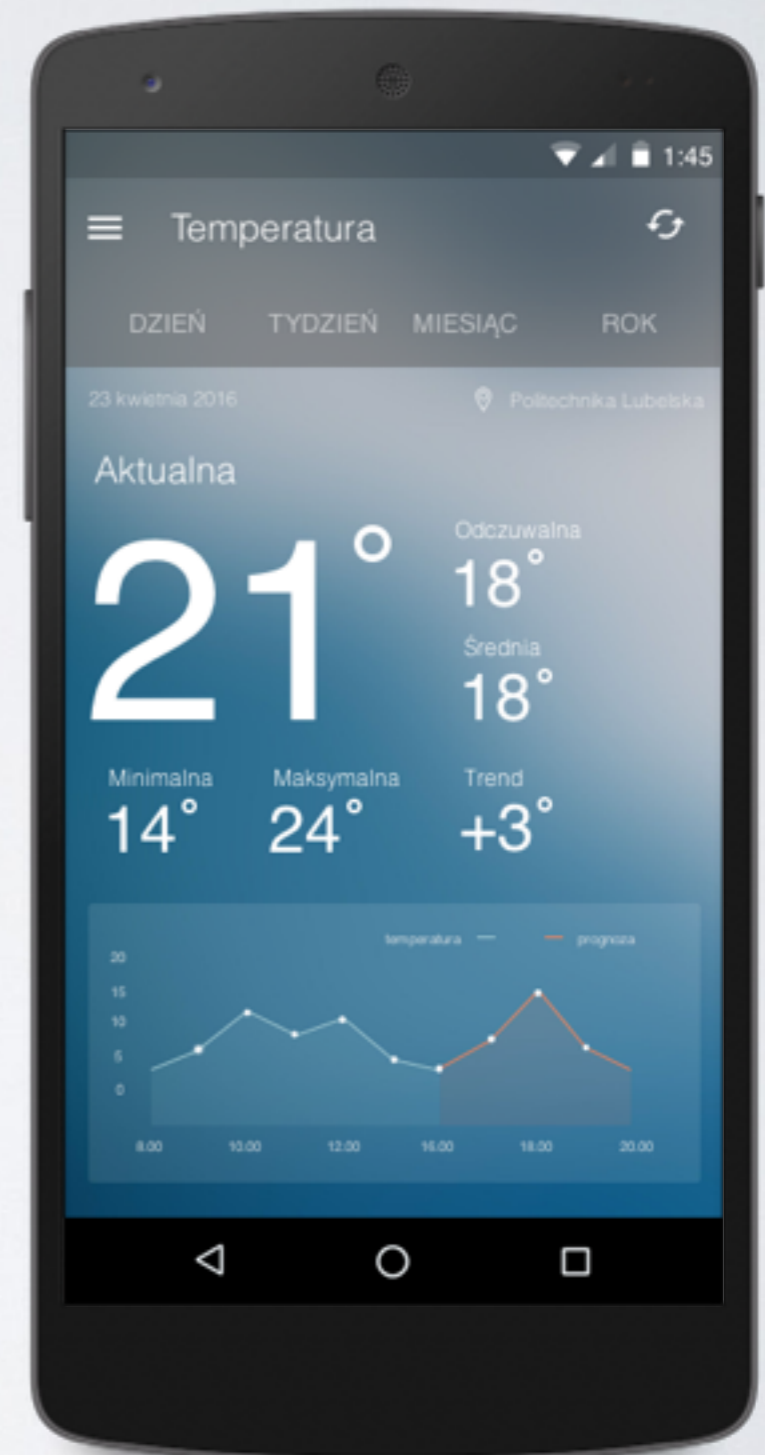 1:45
Temperatura
DZIEŃ TYDZIEŃ MIESIĄC ROK
23 kwietnia 2016 Politechnika Lubelska
Aktualna
21°
Odczuwalna
18°
Średnia
18°
Minimalna Maksymalna Trend
14° 24° +3°
temperatura prognoza
20
15
10
5
0
8.00 10.00 12.00 16.00 18.00 20.00